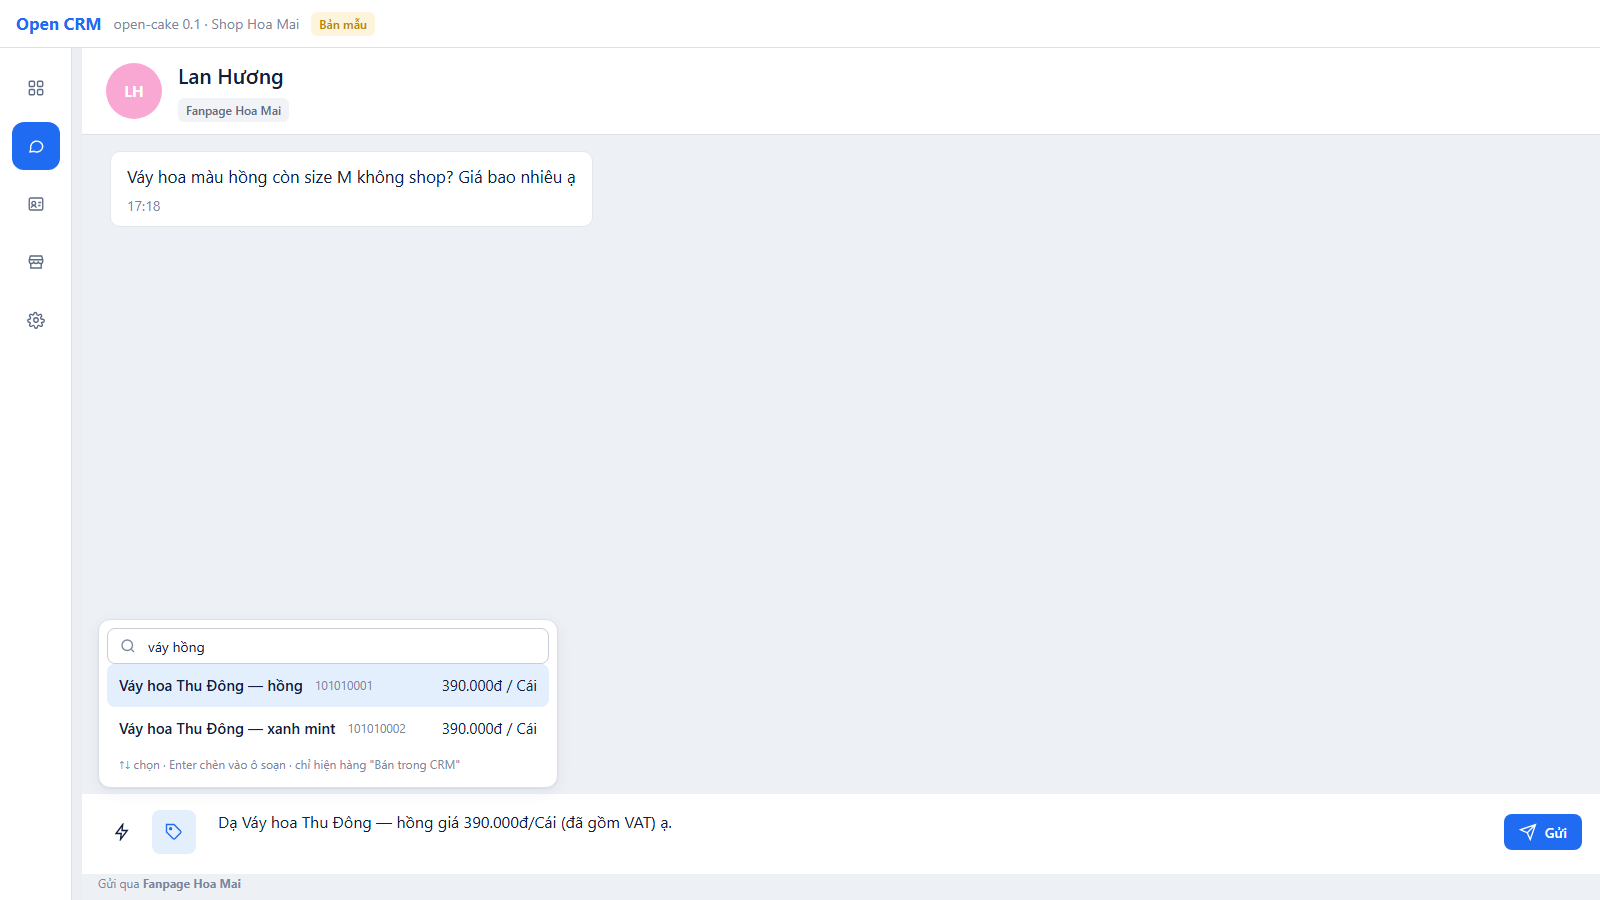 Open CRM open-cake 0.1 · Shop Hoa Mai Bản mẫu
LH
Lan Hương
Fanpage Hoa Mai
Váy hoa màu hồng còn size M không shop? Giá bao nhiêu ạ
17:18
váy hồng
Váy hoa Thu Đông — hồng 101010001 390.000đ / Cái
Váy hoa Thu Đông — xanh mint 101010002 390.000đ / Cái
↑↓ chọn · Enter chèn vào ô soạn · chỉ hiện hàng "Bán trong CRM"
Dạ Váy hoa Thu Đông — hồng giá 390.000đ/Cái (đã gồm VAT) ạ.
Gửi
Gửi qua Fanpage Hoa Mai